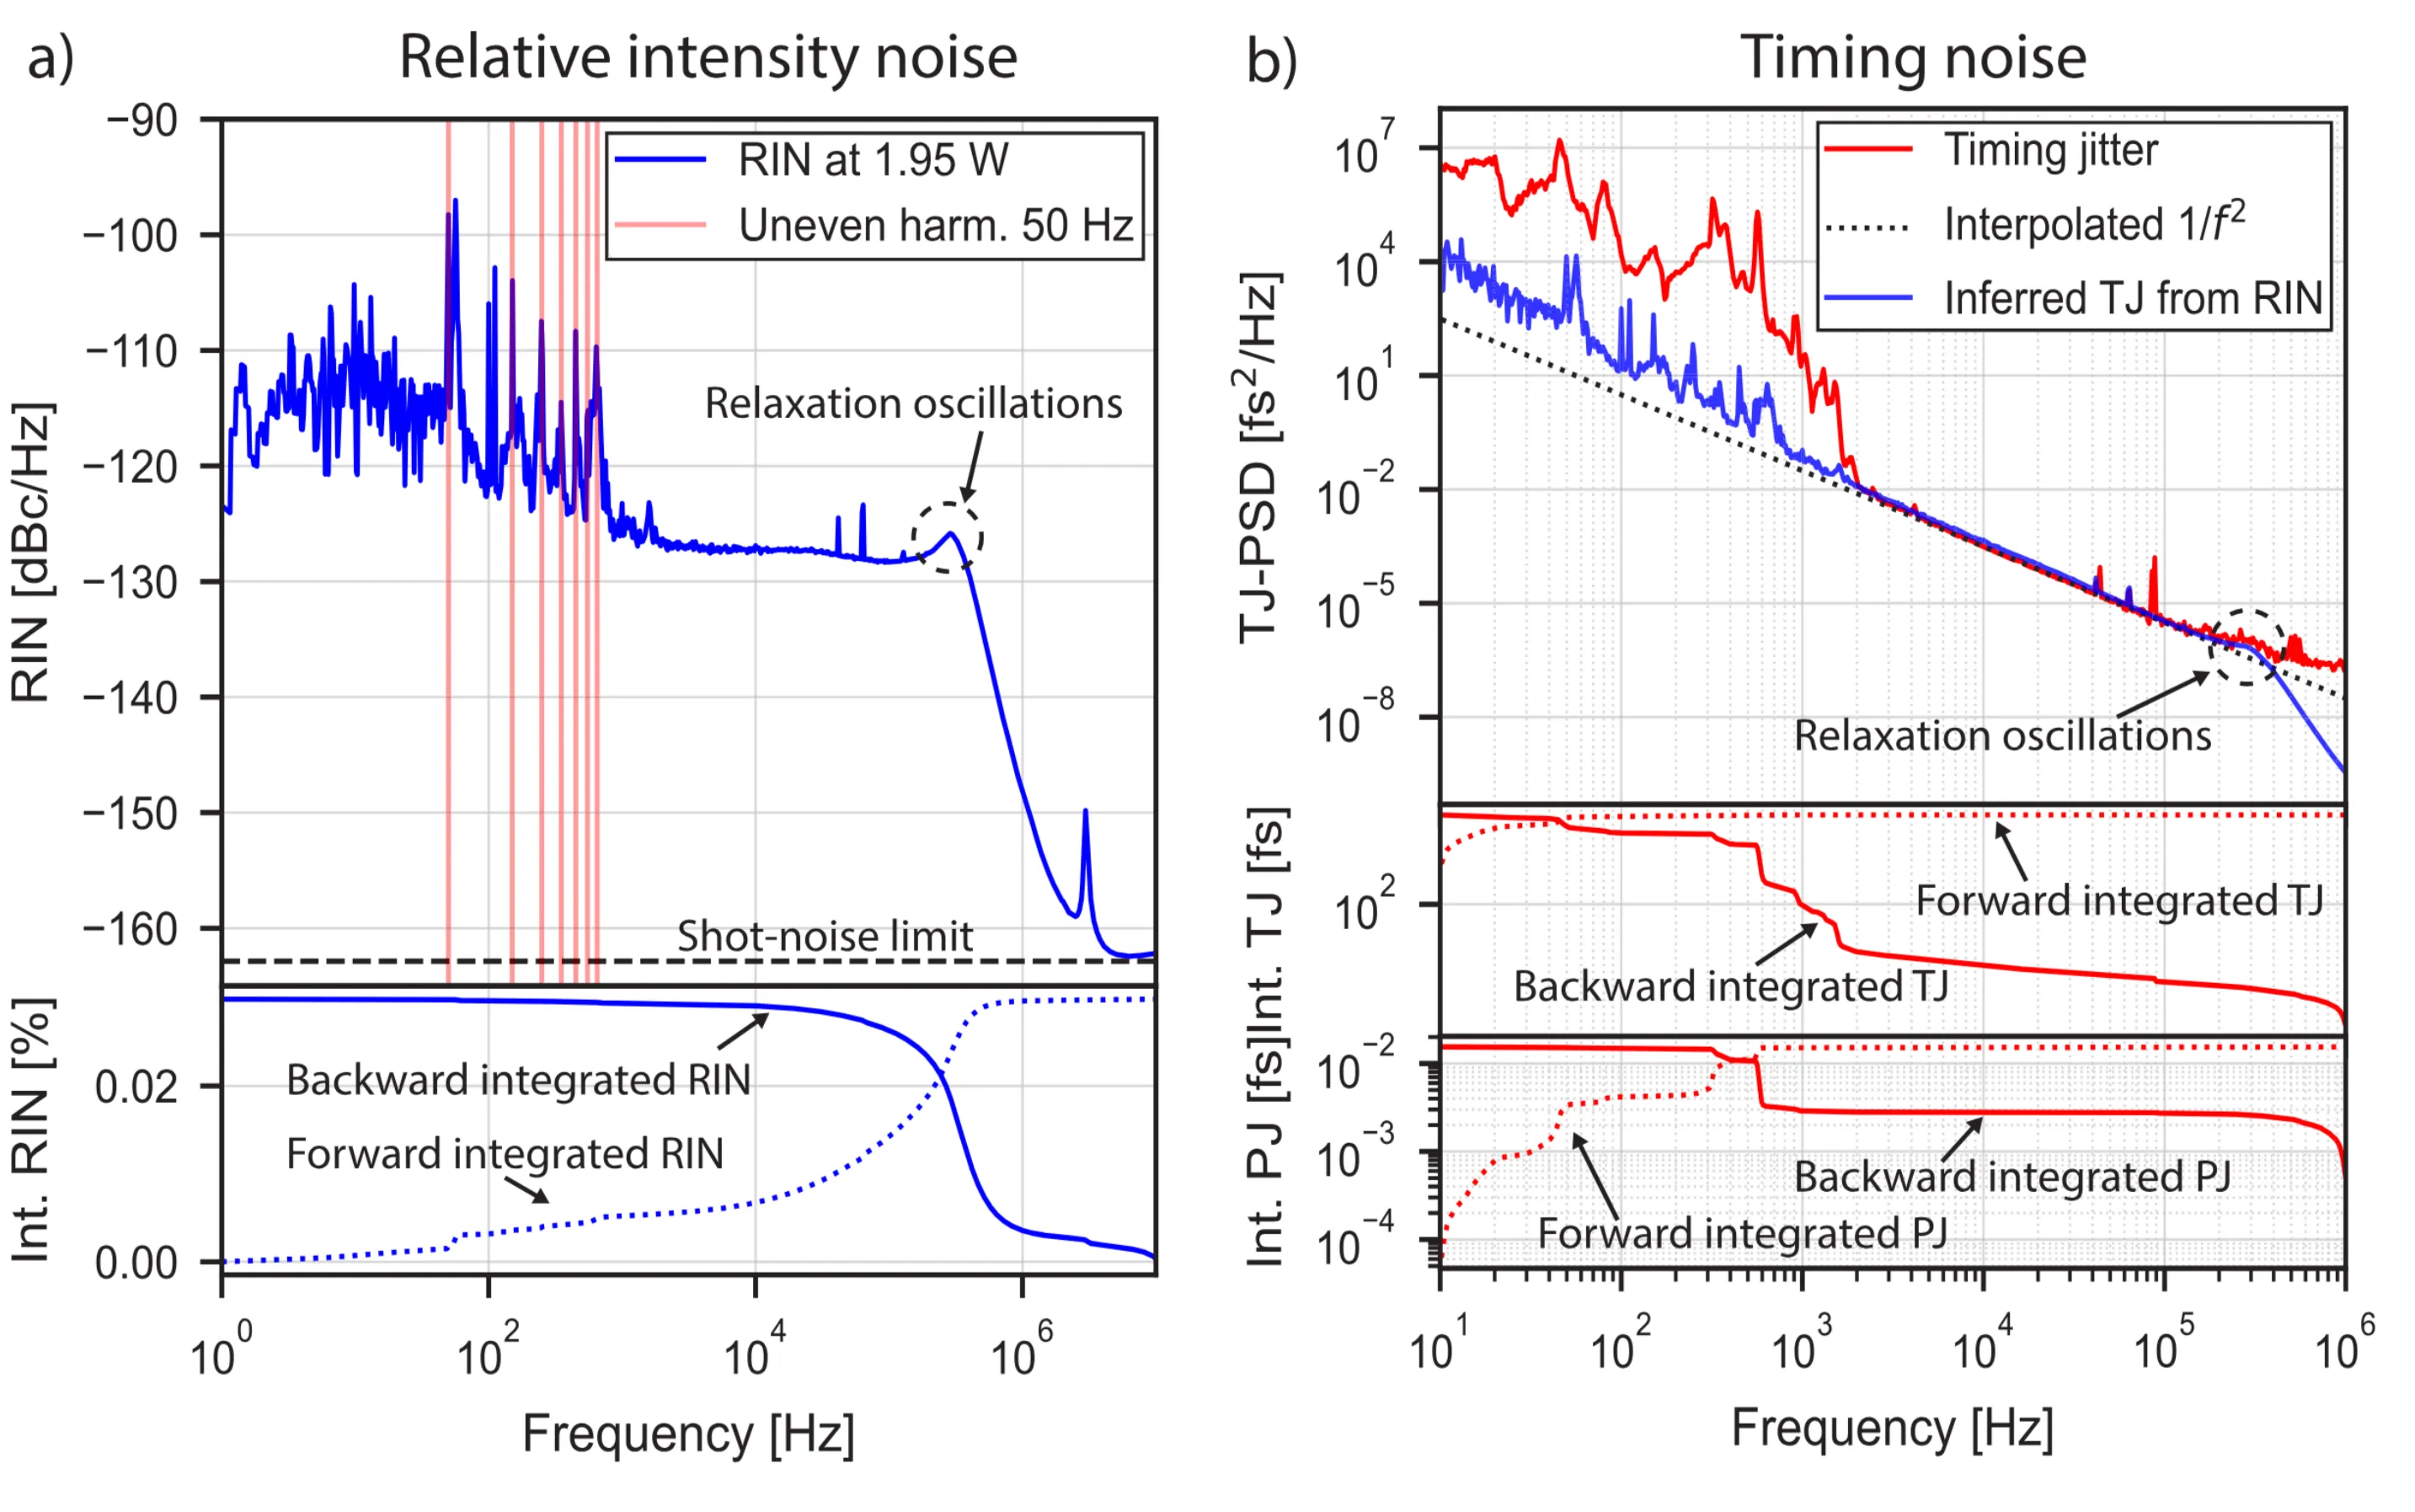 a)
Relative intensity noise
−90
−100
−110
−120
−130
−140
−150
−160
RIN [dBc/Hz]
RIN at 1.95 W
Uneven harm. 50 Hz
Relaxation oscillations
Shot-noise limit
0.02
0.00
Int. RIN [%]
Backward integrated RIN
Forward integrated RIN
10^0
10^2
10^4
10^6
Frequency [Hz]
b)
Timing noise
10^7
10^4
10^1
10^−2
10^−5
10^−8
TJ-PSD [fs^2/Hz]
Timing jitter
Interpolated 1/f^2
Inferred TJ from RIN
Relaxation oscillations
10^2
Int. TJ [fs]
Forward integrated TJ
Backward integrated TJ
10^−2
10^−3
10^−4
Int. PJ [fs]
Backward integrated PJ
Forward integrated PJ
10^1
10^2
10^3
10^4
10^5
10^6
Frequency [Hz]